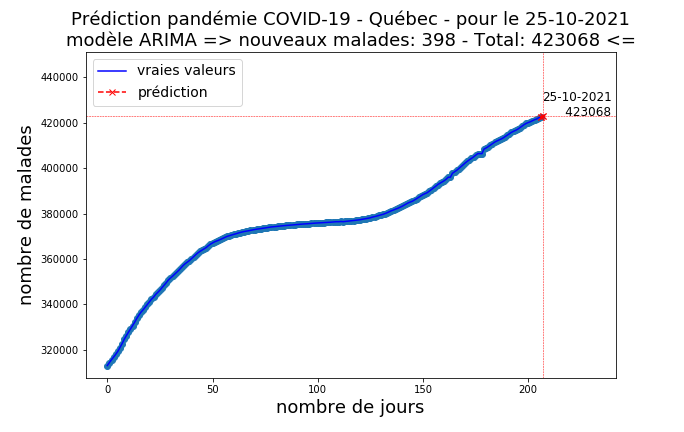 Prédiction pandémie COVID-19 - Québec - pour le 25-10-2021
modèle ARIMA => nouveaux malades: 398 - Total: 423068 <=
vraies valeurs
prédiction
25-10-2021
423068
nombre de malades
440000
420000
400000
380000
360000
340000
320000
0 50 100 150 200
nombre de jours